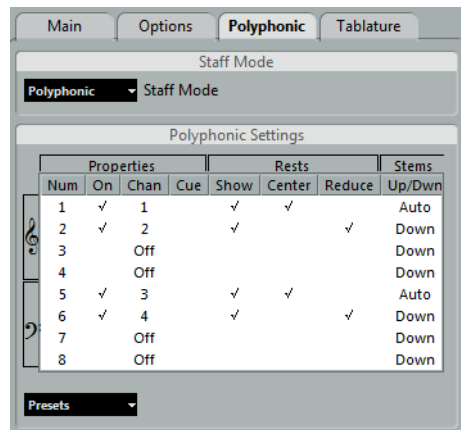 Main Options Polyphonic Tablature
Staff Mode
Polyphonic Staff Mode
Polyphonic Settings
Properties Rests Stems
Num On Chan Cue Show Center Reduce Up/Dwn
1 √ 1 √ √ Auto
2 √ 2 √ √ Down
3 Off Down
4 Off Down
5 √ 3 √ √ Auto
6 √ 4 √ √ Down
7 Off Down
8 Off Down
Presets